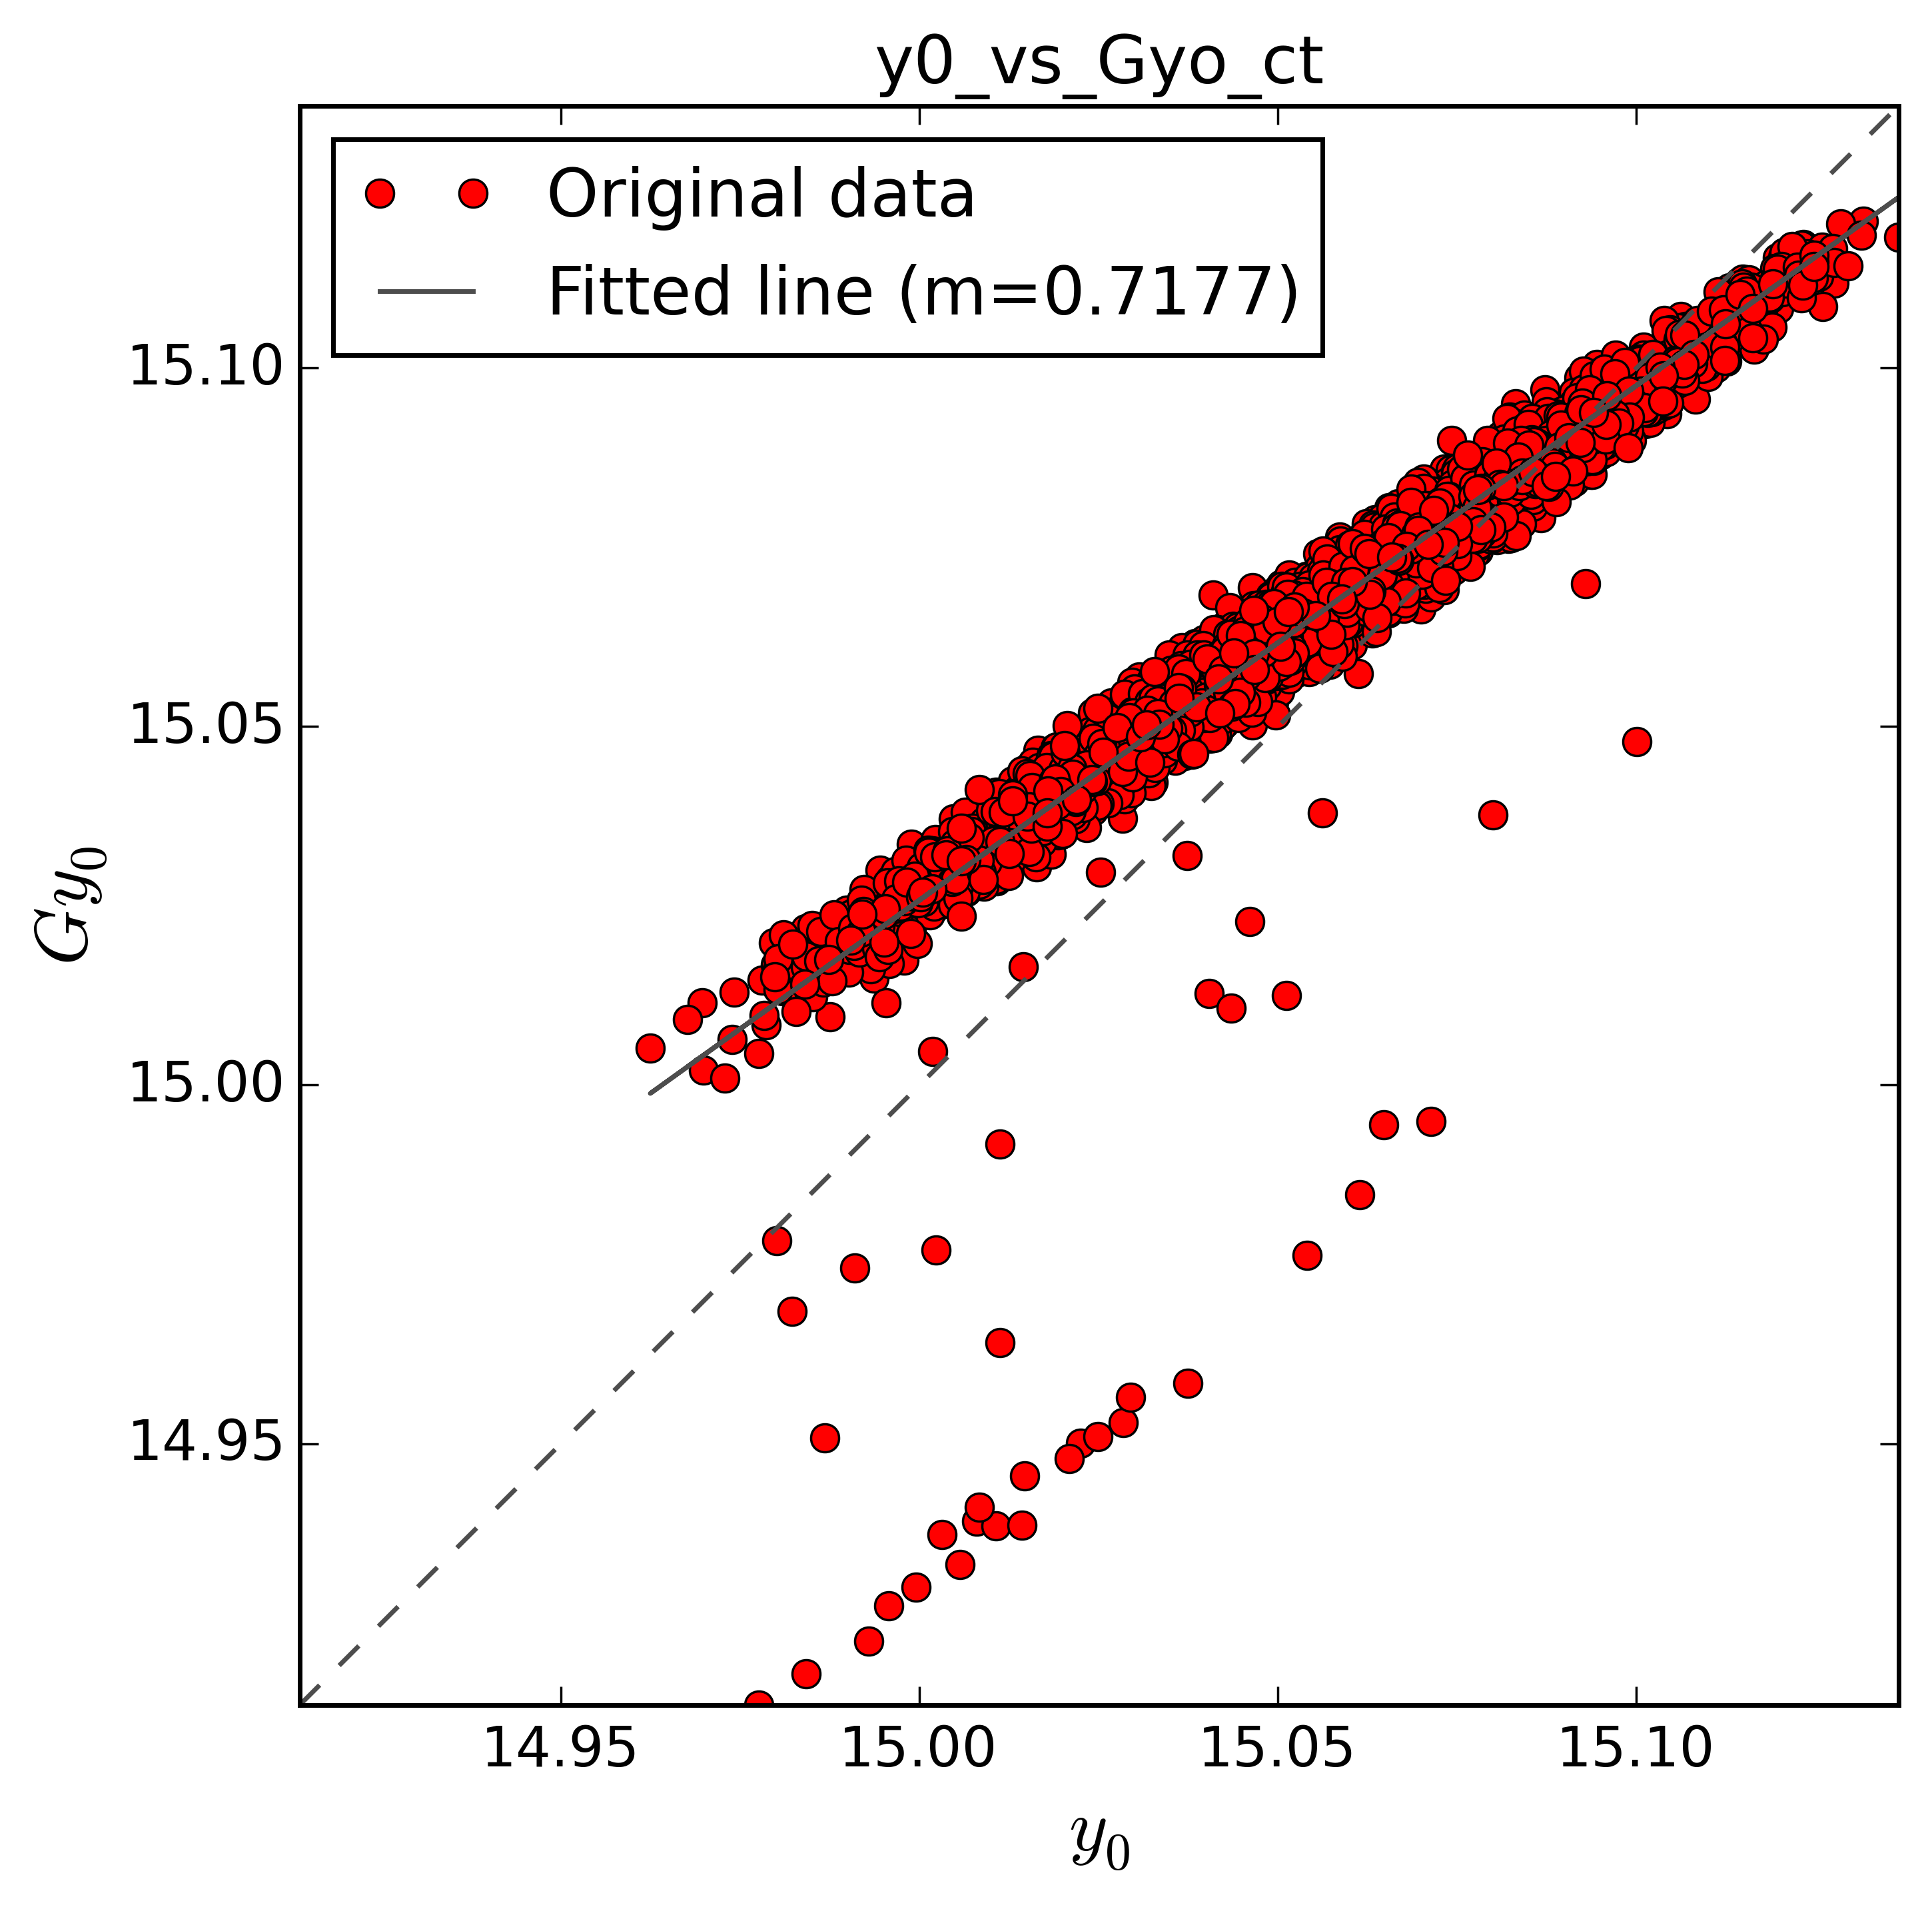 y0_vs_Gyo_ct
Original data
Fitted line (m=0.7177)
15.10
15.05
15.00
14.95
Gy0
14.95 15.00 15.05 15.10
y0